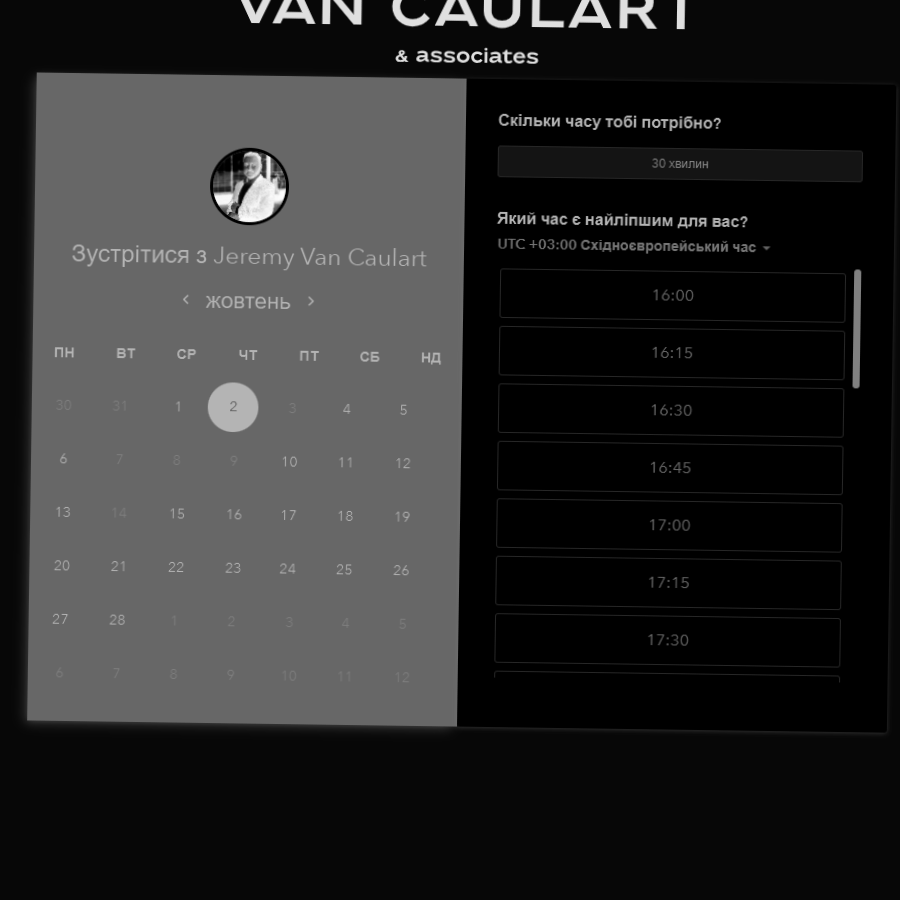 VAN CAULART
& associates
Зустрітися з Jeremy Van Caulart
жовтень
ПН ВТ СР ЧТ ПТ СБ НД
30 31 1 2 3 4 5
6 7 8 9 10 11 12
13 14 15 16 17 18 19
20 21 22 23 24 25 26
27 28 1 2 3 4 5
6 7 8 9 10 11 12
Скільки часу тобі потрібно?
30 хвилин
Який час є найліпшим для вас?
UTC +03:00 Східноєвропейський час
16:00
16:15
16:30
16:45
17:00
17:15
17:30